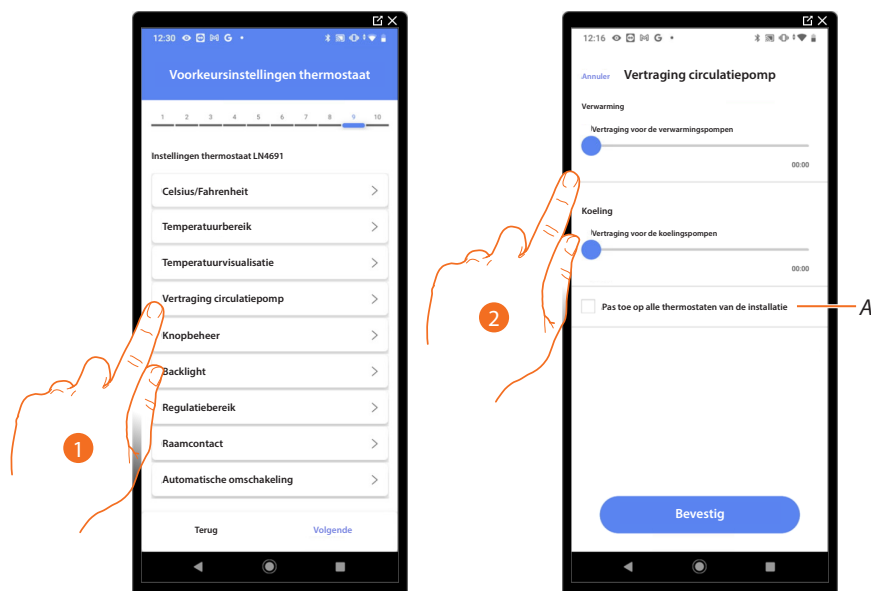 12:30
Voorkeursinstellingen thermostaat
1 2 3 4 5 6 7 8 9 10
Instellingen thermostaat LN4691
Celsius/Fahrenheit
Temperatuurbereik
Temperatuurvisualisatie
Vertraging circulatiepomp
Knopbeheer
Backlight
Regulatiebereik
Raamcontact
Automatische omschakeling
Terug Volgende
1
12:16
Annuler Vertraging circulatiepomp
Verwarming
Vertraging voor de verwarmingspompen
00:00
Koeling
Vertraging voor de koelingspompen
00:00
Pas toe op alle thermostaten van de installatie
A
Bevestig
2